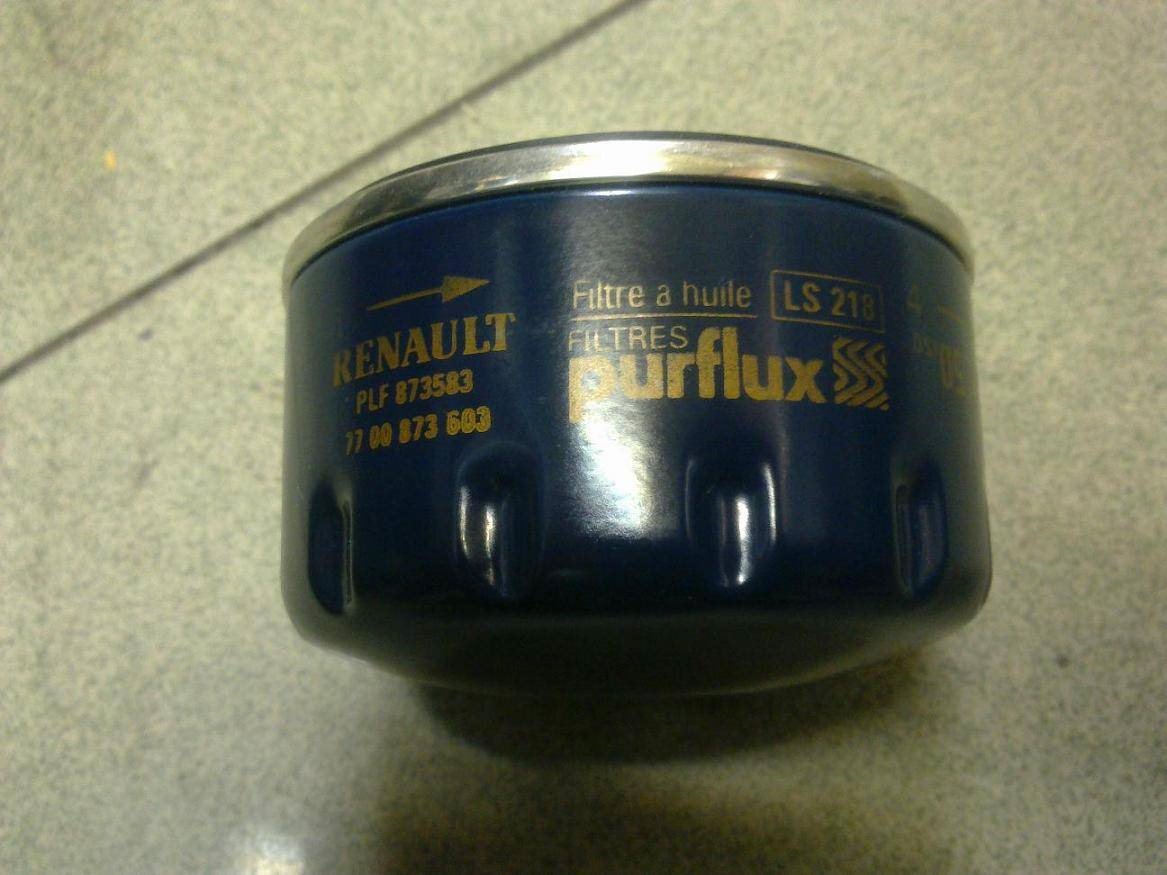 RENAULT
PLF 873583
77 00 873 603
Filtre a huile LS 218
FILTRES
purflux